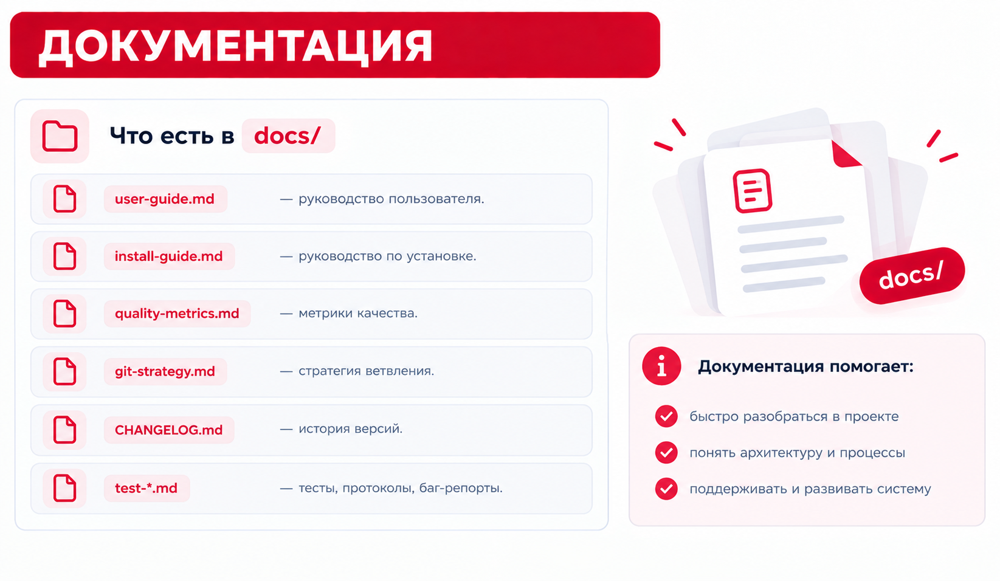 ДОКУМЕНТАЦИЯ
Что есть в docs/
user-guide.md — руководство пользователя.
install-guide.md — руководство по установке.
quality-metrics.md — метрики качества.
git-strategy.md — стратегия ветвления.
CHANGELOG.md — история версий.
test-*.md — тесты, протоколы, баг-репорты.
docs/
Документация помогает:
быстро разобраться в проекте
понять архитектуру и процессы
поддерживать и развивать систему